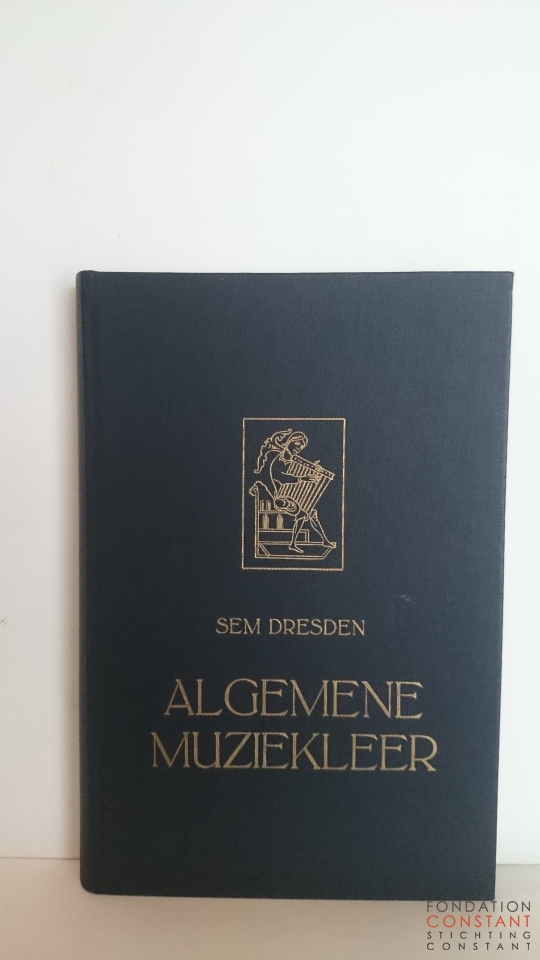 SEM DRESDEN
ALGEMENE
MUZIEKLEER
FONDATION
CONSTANT
STICHTING
CONSTANT